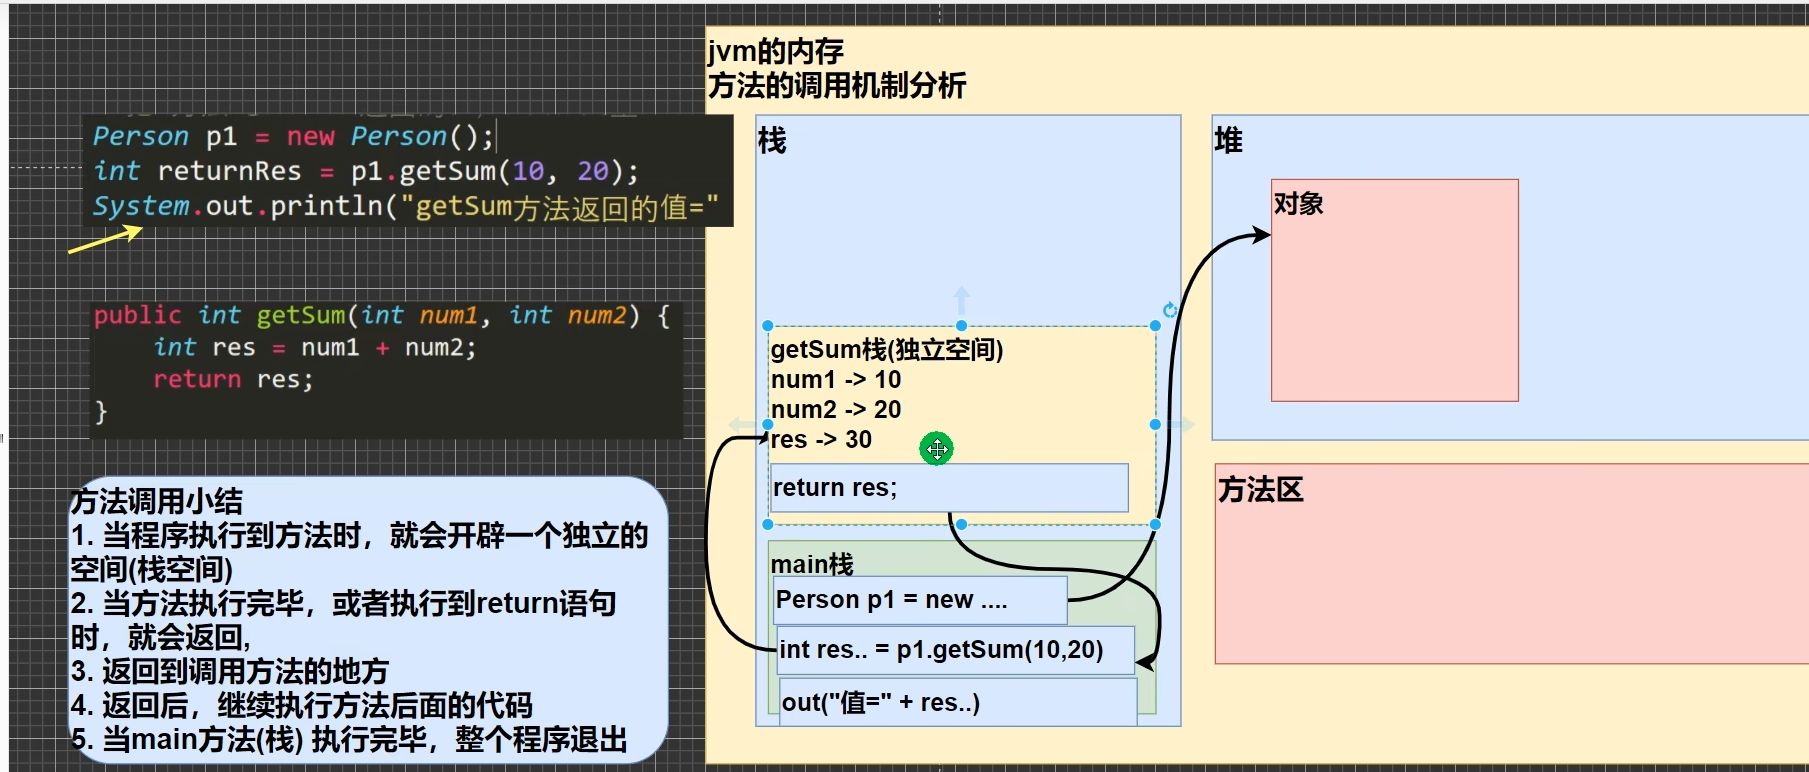 jvm的内存
方法的调用机制分析
Person p1 = new Person();
int returnRes = p1.getSum(10, 20);
System.out.println("getSum方法返回的值="
public int getSum(int num1, int num2) {
int res = num1 + num2;
return res;
}
方法调用小结
1. 当程序执行到方法时，就会开辟一个独立的
空间(栈空间)
2. 当方法执行完毕，或者执行到return语句
时，就会返回，
3. 返回到调用方法的地方
4. 返回后，继续执行方法后面的代码
5. 当main方法(栈) 执行完毕，整个程序退出
栈
getSum栈(独立空间)
num1 -> 10
num2 -> 20
res -> 30
return res;
main栈
Person p1 = new ....
int res.. = p1.getSum(10,20)
out("值=" + res..)
堆
对象
方法区